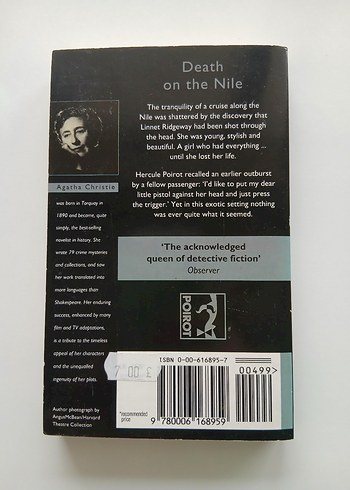 Death
on the Nile
The tranquility of a cruise along the
Nile was shattered by the discovery that
Linnet Ridgeway had been shot through
the head. She was young, stylish and
beautiful. A girl who had everything ...
until she lost her life.
Hercule Poirot recalled an earlier outburst
by a fellow passenger: 'I'd like to put my dear
little pistol against her head and just press
the trigger.' Yet in this exotic setting nothing
was ever quite what it seemed.
'The acknowledged
queen of detective fiction'
Observer
POIROT
Agatha Christie
was born in Torquay in
1890 and became, quite
simply, the best-selling
novelist in history. She
wrote 79 crime mysteries
and collections, and saw
her work translated into
more languages than
Shakespeare. Her enduring
success, enhanced by many
film and TV adaptations,
is a tribute to the timeless
appeal of her characters
and the unequalled
ingenuity of her plots.
Author photograph by
AngusMcBean/Harvard
Theatre Collection
7 00 £
*recommended
price
ISBN 0-00-616895-7
00499>
9 780006 168959